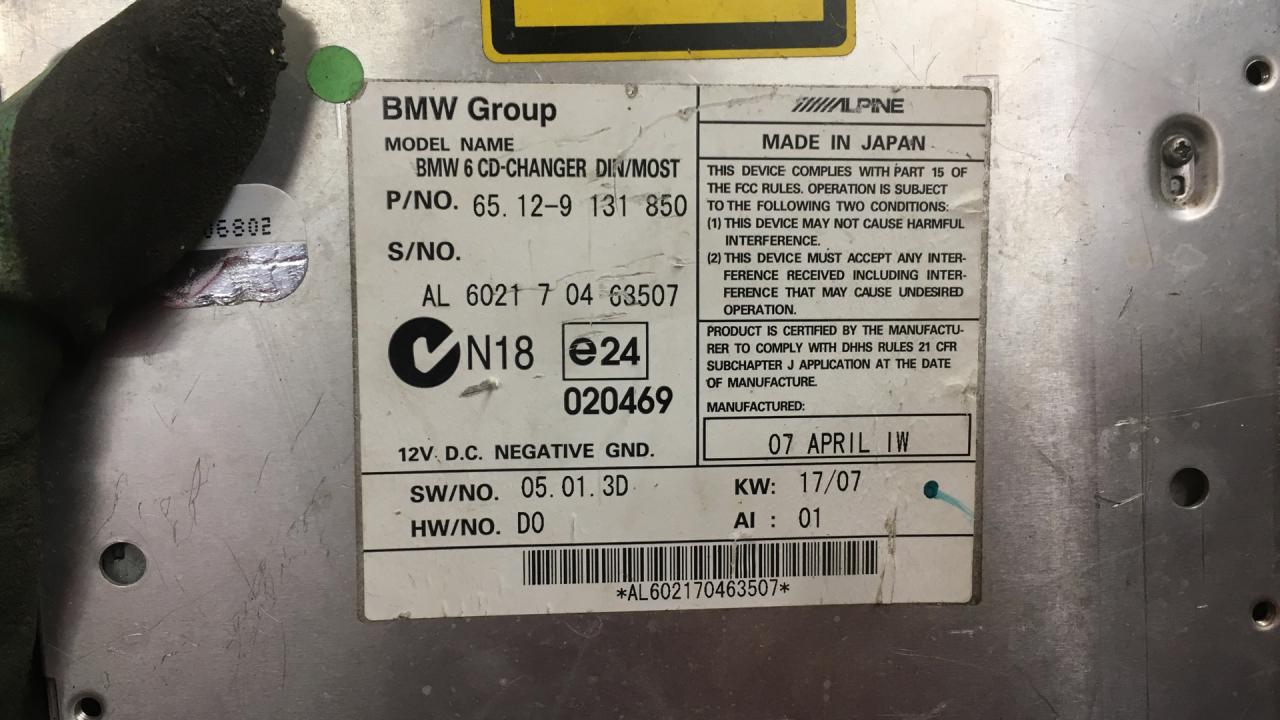 BMW Group
MODEL NAME
BMW 6 CD-CHANGER DIN/MOST
P/NO. 65. 12-9 131 850
S/NO.
AL 6021 7 04 63507
N18 e24
020469
12V D.C. NEGATIVE GND.
ALPINE
MADE IN JAPAN
THIS DEVICE COMPLIES WITH PART 15 OF
THE FCC RULES. OPERATION IS SUBJECT
TO THE FOLLOWING TWO CONDITIONS:
(1) THIS DEVICE MAY NOT CAUSE HARMFUL
INTERFERENCE.
(2) THIS DEVICE MUST ACCEPT ANY INTER-
FERENCE RECEIVED INCLUDING INTER-
FERENCE THAT MAY CAUSE UNDESIRED
OPERATION.
PRODUCT IS CERTIFIED BY THE MANUFACTU-
RER TO COMPLY WITH DHHS RULES 21 CFR
SUBCHAPTER J APPLICATION AT THE DATE
OF MANUFACTURE.
MANUFACTURED:
07 APRIL IW
SW/NO. 05. 01. 3D KW: 17/07
HW/NO. D0 AI : 01
*AL602170463507*